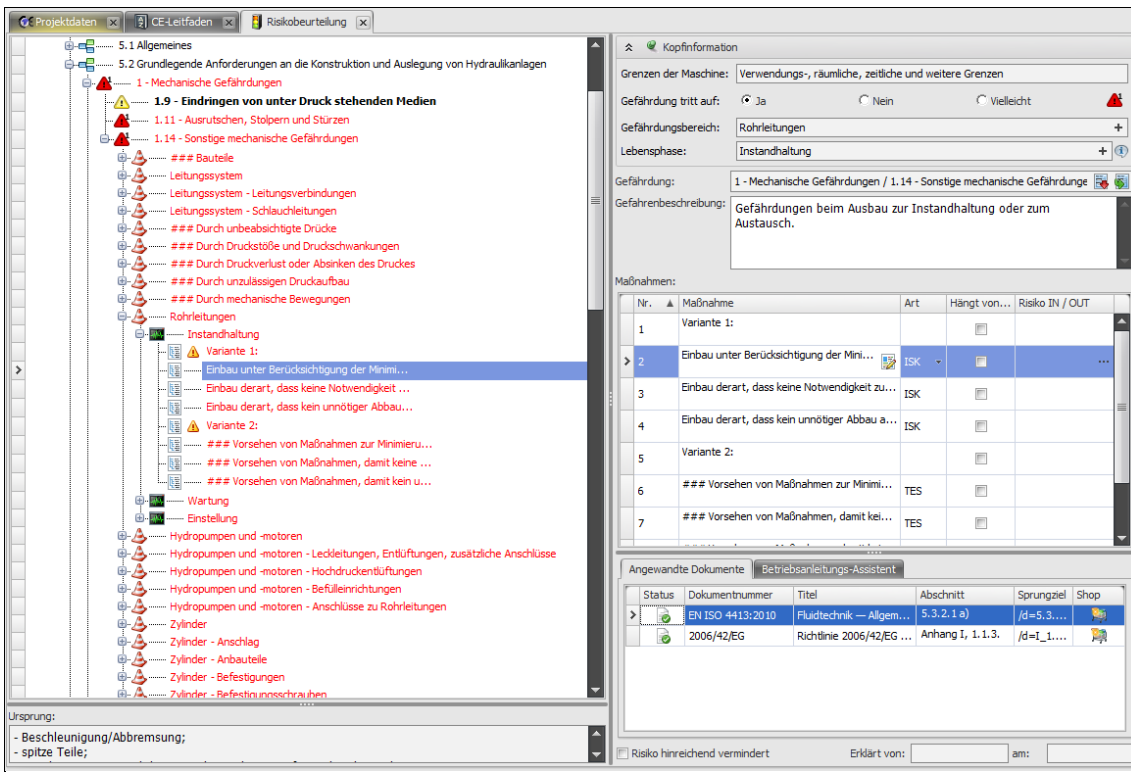 Projektdaten
CE-Leitfaden
Risikobeurteilung
5.1 Allgemeines
5.2 Grundlegende Anforderungen an die Konstruktion und Auslegung von Hydraulikanlagen
1 - Mechanische Gefährdungen
1.9 - Eindringen von unter Druck stehenden Medien
1.11 - Ausrutschen, Stolpern und Stürzen
1.14 - Sonstige mechanische Gefährdungen
### Bauteile
Leitungssystem
Leitungssystem - Leitungsverbindungen
Leitungssystem - Schlauchleitungen
### Durch unbeabsichtigte Drücke
### Durch Druckstöße und Druckschwankungen
### Durch Druckverlust oder Absinken des Druckes
### Durch unzulässigen Druckaufbau
### Durch mechanische Bewegungen
Rohrleitungen
Instandhaltung
Variante 1:
Einbau unter Berücksichtigung der Minimi...
Einbau derart, dass keine Notwendigkeit ...
Einbau derart, dass kein unnötiger Abbau...
Variante 2:
### Vorsehen von Maßnahmen zur Minimieru...
### Vorsehen von Maßnahmen, damit keine ...
### Vorsehen von Maßnahmen, damit kein u...
Wartung
Einstellung
Hydropumpen und -motoren
Hydropumpen und -motoren - Leckleitungen, Entlüftungen, zusätzliche Anschlüsse
Hydropumpen und -motoren - Hochdruckentlüftungen
Hydropumpen und -motoren - Befülleinrichtungen
Hydropumpen und -motoren - Anschlüsse zu Rohrleitungen
Zylinder
Zylinder - Anschlag
Zylinder - Anbauteile
Zylinder - Befestigungen
Zylinder - Befestigungsschrauben
Ursprung:
- Beschleunigung/Abbremsung;
- spitze Teile;
Kopfinformation
Grenzen der Maschine: Verwendungs-, räumliche, zeitliche und weitere Grenzen
Gefährdung tritt auf: Ja Nein Vielleicht
Gefährdungsbereich: Rohrleitungen
Lebensphase: Instandhaltung
Gefährdung: 1 - Mechanische Gefährdungen / 1.14 - Sonstige mechanische Gefährdunge
Gefahrenbeschreibung: Gefährdungen beim Ausbau zur Instandhaltung oder zum
Austausch.
Maßnahmen:
Nr. Maßnahme Art Hängt von... Risiko IN / OUT
1 Variante 1:
2 Einbau unter Berücksichtigung der Mini... ISK ...
3 Einbau derart, dass keine Notwendigkeit zu... ISK
4 Einbau derart, dass kein unnötiger Abbau a... ISK
5 Variante 2:
6 ### Vorsehen von Maßnahmen zur Minimi... TES
7 ### Vorsehen von Maßnahmen, damit kei... TES
Angewandte Dokumente
Betriebsanleitungs-Assistent
Status Dokumentnummer Titel Abschnitt Sprungziel Shop
EN ISO 4413:2010 Fluidtechnik — Allgem... 5.3.2.1 a) /d=5.3....
2006/42/EG Richtlinie 2006/42/EG ... Anhang I, 1.1.3. /d=I_1....
Risiko hinreichend vermindert Erklärt von: am: